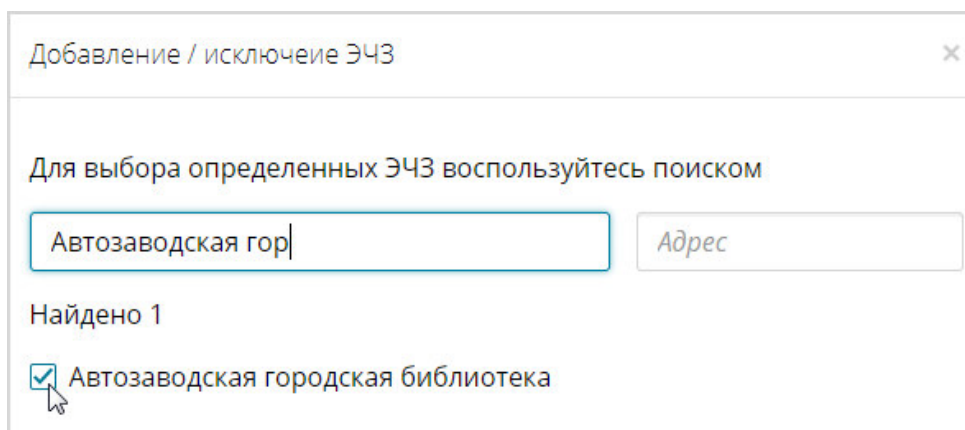 Добавление / исключеие ЭЧЗ
×
Для выбора определенных ЭЧЗ воспользуйтесь поиском
Автозаводская гор
Адрес
Найдено 1
Автозаводская городская библиотека